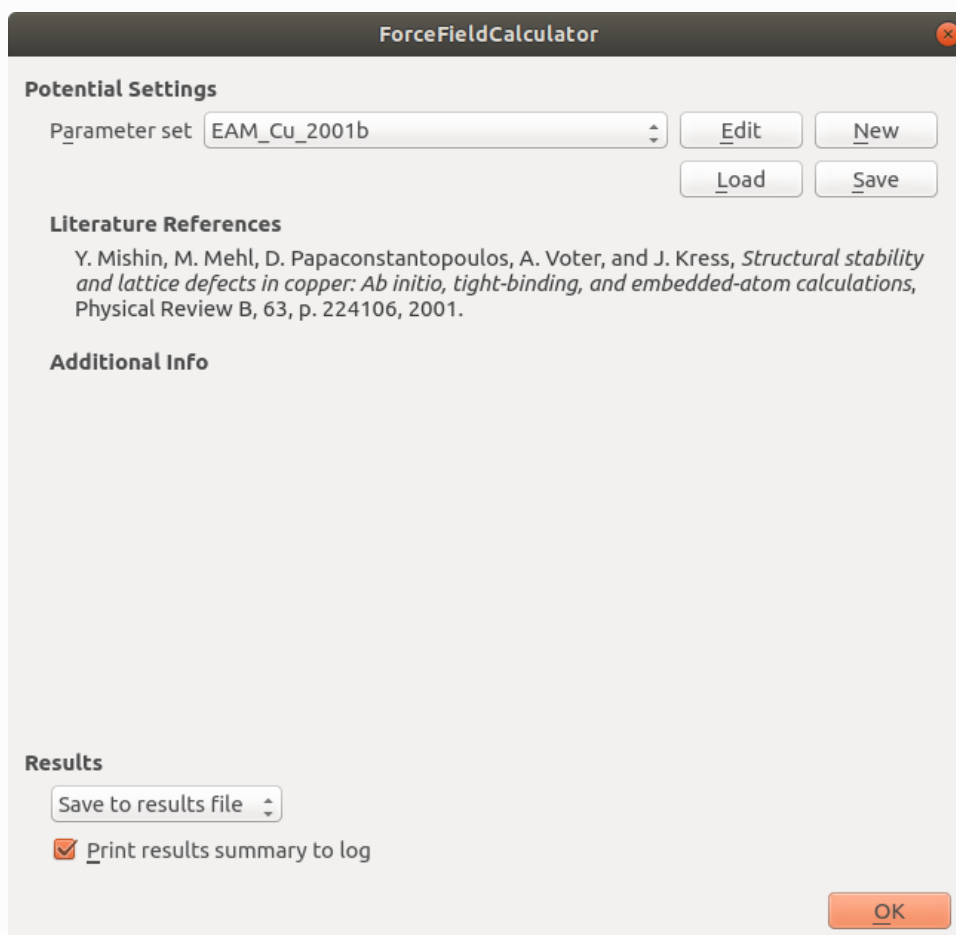 ForceFieldCalculator
Potential Settings
Parameter set EAM_Cu_2001b Edit New
Load Save
Literature References
Y. Mishin, M. Mehl, D. Papaconstantopoulos, A. Voter, and J. Kress, Structural stability
and lattice defects in copper: Ab initio, tight-binding, and embedded-atom calculations,
Physical Review B, 63, p. 224106, 2001.
Additional Info
Results
Save to results file
Print results summary to log
OK